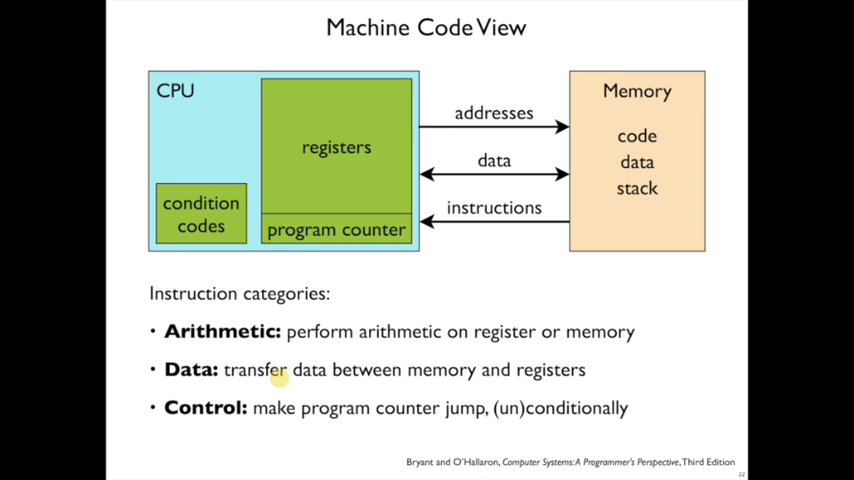 Machine Code View
CPU
registers
condition
codes
program counter
addresses
data
instructions
Memory
code
data
stack
Instruction categories:
• Arithmetic: perform arithmetic on register or memory
• Data: transfer data between memory and registers
• Control: make program counter jump, (un)conditionally
Bryant and O'Hallaron, Computer Systems: A Programmer's Perspective, Third Edition
22